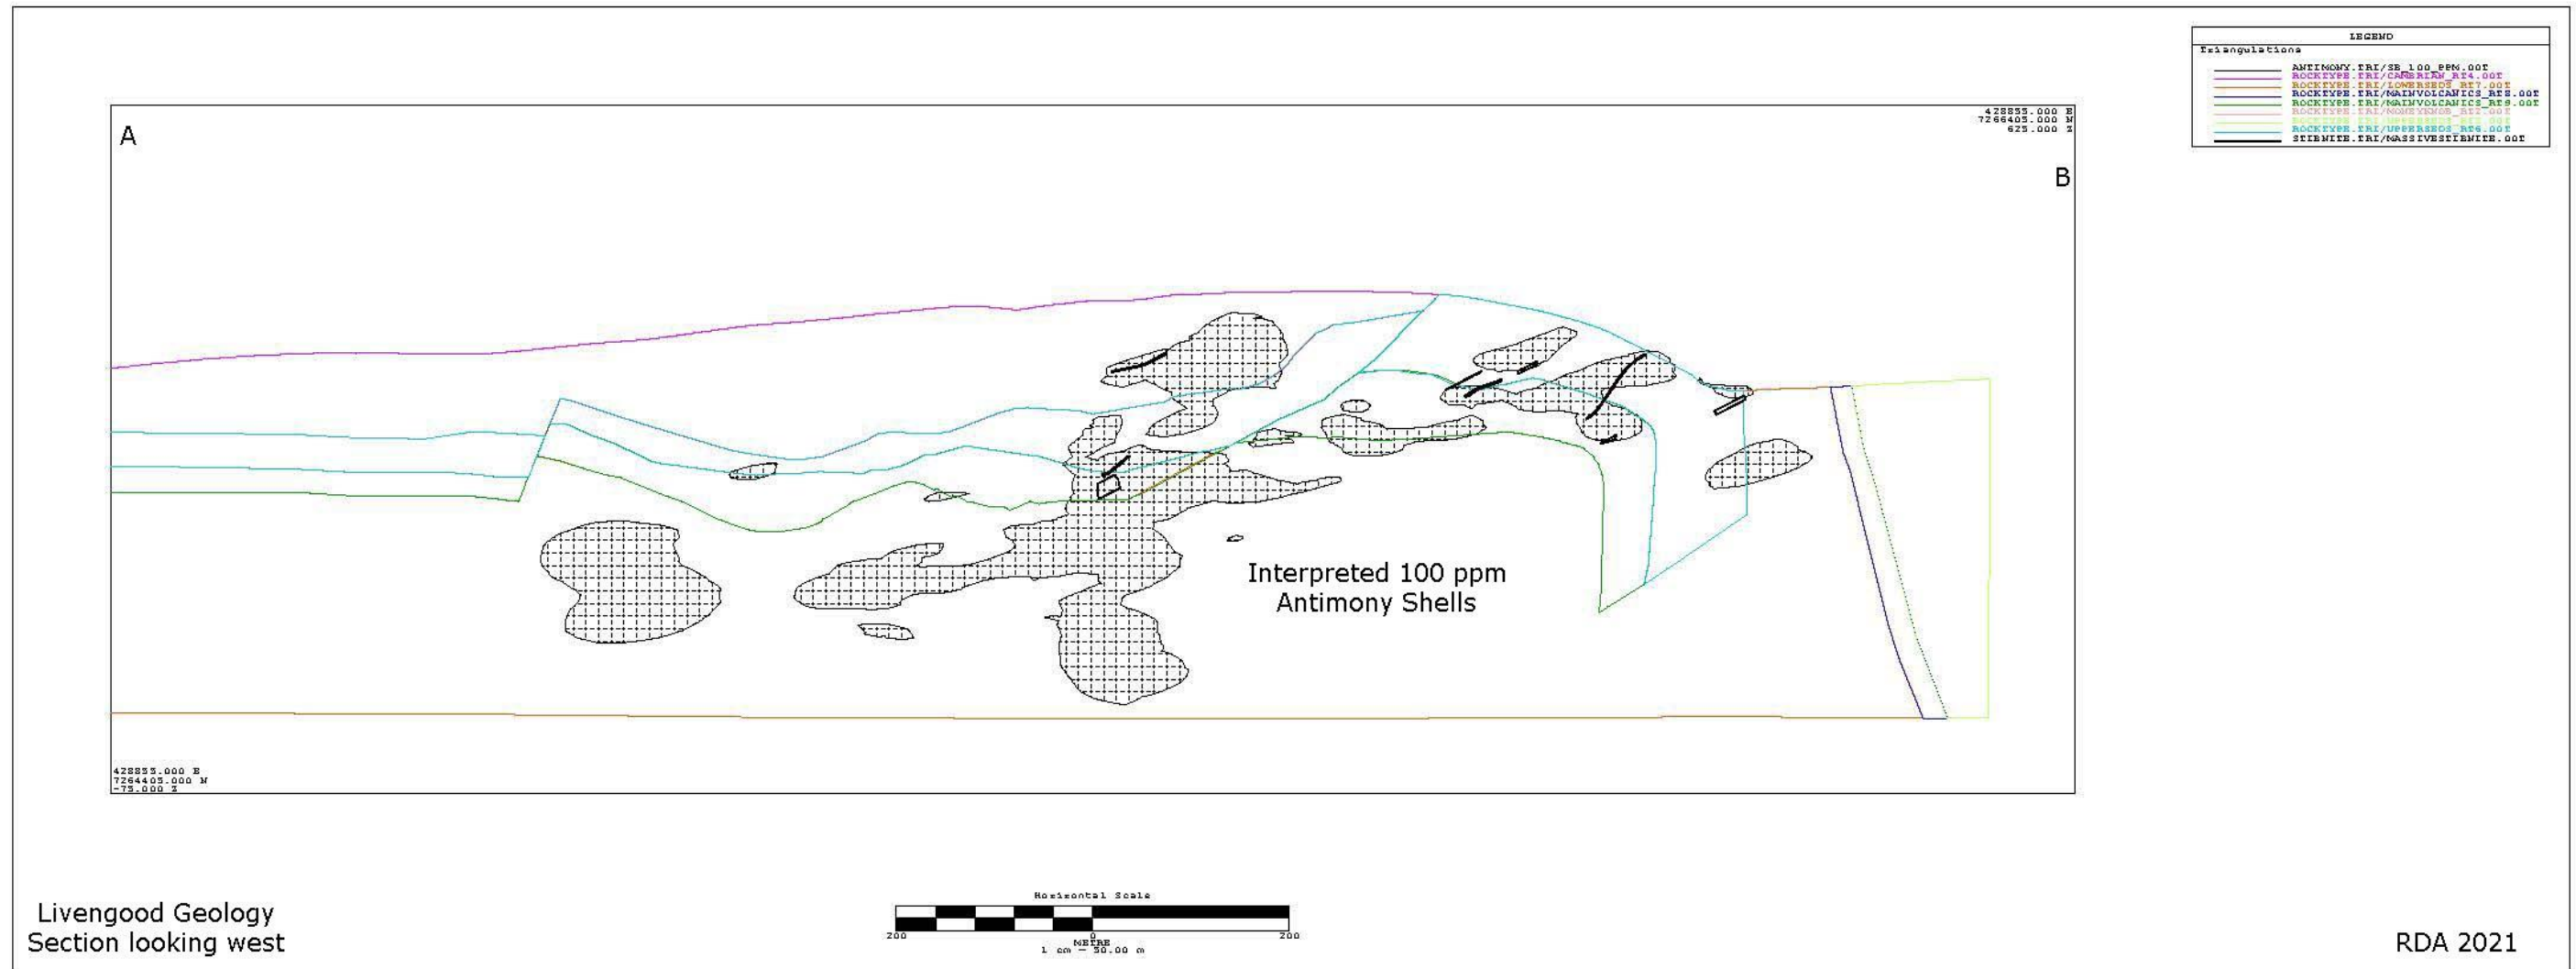 LEGEND
Triangulations
ANTIMONY.TRI/SB_100_PPM.00T
ROCKTYPE.TRI/CAMBRIAN_RT4.00T
ROCKTYPE.TRI/LOWERSEDS_RT7.00T
ROCKTYPE.TRI/MAINVOLCANICS_RT8.00T
ROCKTYPE.TRI/MAINVOLCANICS_RT9.00T
ROCKTYPE.TRI/UPPERSEDS_RT6.00T
STIBNITE.TRI/MASSIVESTIBNITE.00T
428855.000 E
7266405.000 N
625.000 Z
A
B
Interpreted 100 ppm
Antimony Shells
428855.000 E
7264405.000 N
-75.000 Z
Horizontal Scale
200 0 200
METRE
1 cm = 50.00 m
Livengood Geology
Section looking west
RDA 2021